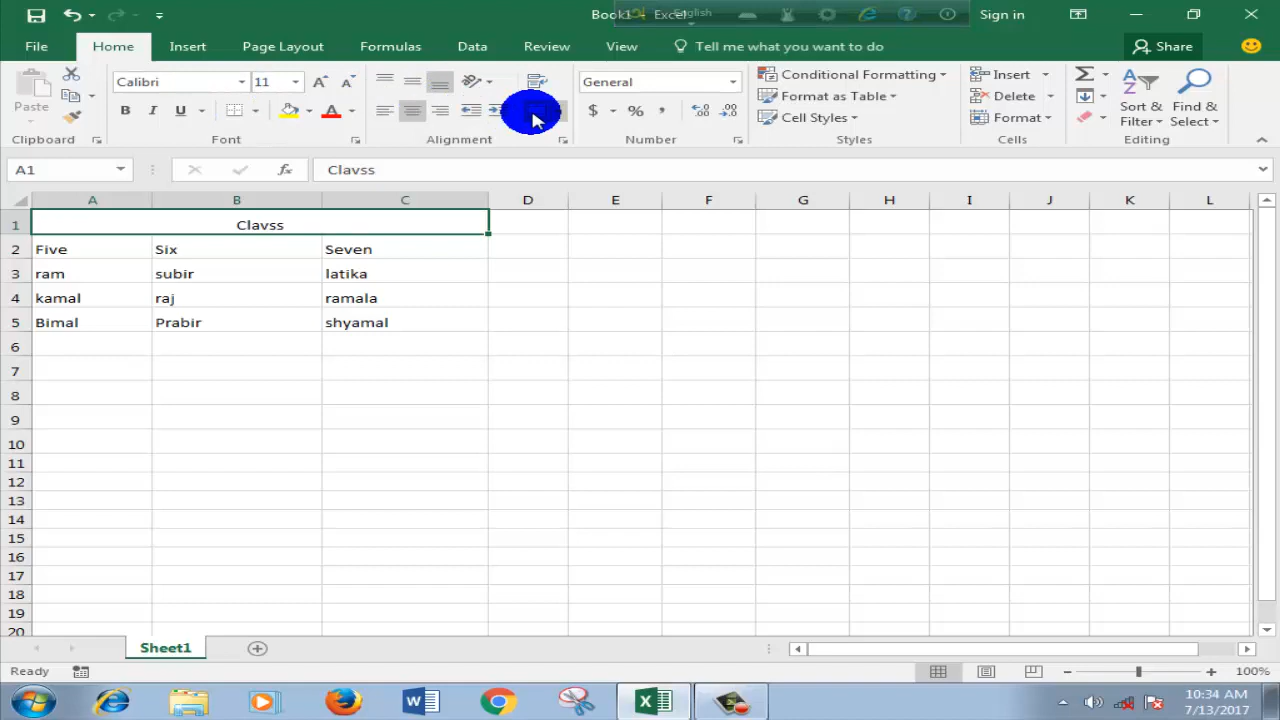 Book1 - Excel
English
Sign in
File
Home
Insert
Page Layout
Formulas
Data
Review
View
Tell me what you want to do
Share
Paste
Clipboard
Calibri
11
B I U
Font
Alignment
General
$ % ,
Number
Conditional Formatting
Format as Table
Cell Styles
Styles
Insert
Delete
Format
Cells
Sort & Filter
Find & Select
Editing
A1
fx
Clavss
A B C D E F G H I J K L
1 Clavss
2 Five Six Seven
3 ram subir latika
4 kamal raj ramala
5 Bimal Prabir shyamal
6
7
8
9
10
11
12
13
14
15
16
17
18
19
20
Sheet1
Ready
100%
10:34 AM
7/13/2017